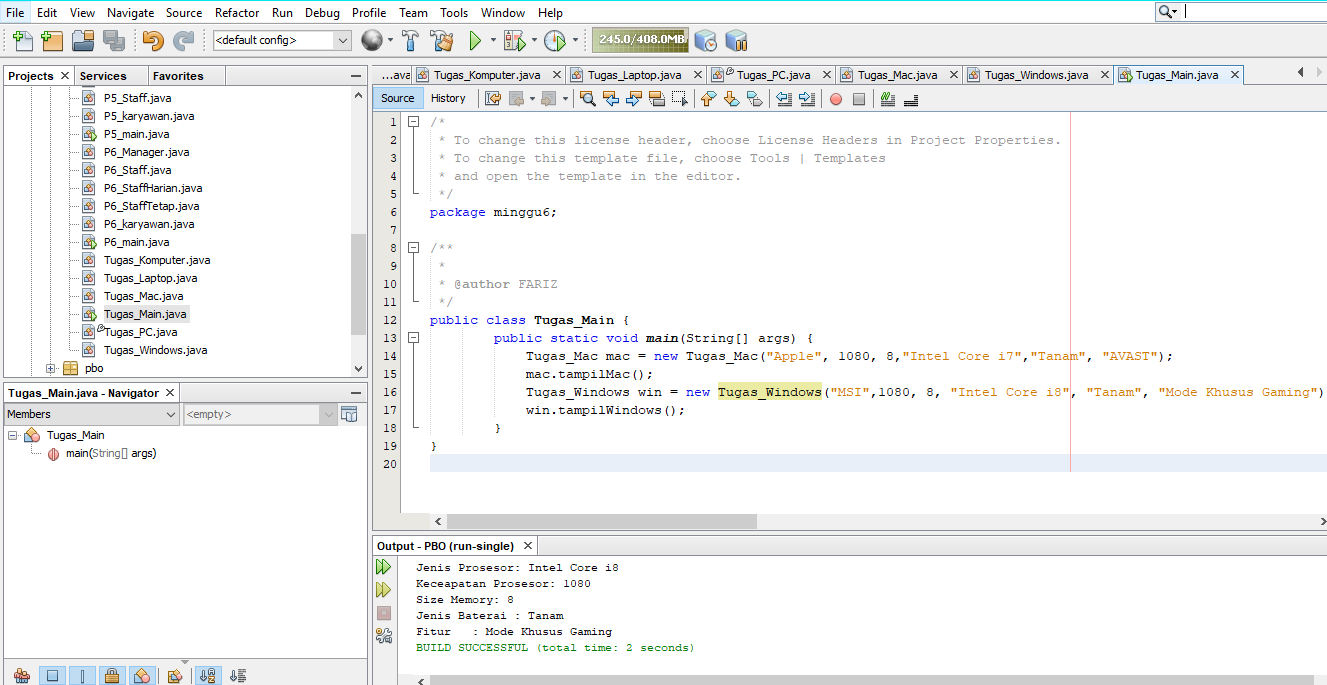 File Edit View Navigate Source Refactor Run Debug Profile Team Tools Window Help
<default config> 245.0/408.0MB
Projects Services Favorites
P5_Staff.java
P5_karyawan.java
P5_main.java
P6_Manager.java
P6_Staff.java
P6_StaffHarian.java
P6_StaffTetap.java
P6_karyawan.java
P6_main.java
Tugas_Komputer.java
Tugas_Laptop.java
Tugas_Mac.java
Tugas_Main.java
Tugas_PC.java
Tugas_Windows.java
pbo
Tugas_Main.java - Navigator
Members <empty>
Tugas_Main
main(String[] args)
...ava Tugas_Komputer.java Tugas_Laptop.java Tugas_PC.java Tugas_Mac.java Tugas_Windows.java Tugas_Main.java
Source History
1 /*
2 * To change this license header, choose License Headers in Project Properties.
3 * To change this template file, choose Tools | Templates
4 * and open the template in the editor.
5 */
6 package minggu6;
7
8 /**
9 *
10 * @author FARIZ
11 */
12 public class Tugas_Main {
13 public static void main(String[] args) {
14 Tugas_Mac mac = new Tugas_Mac("Apple", 1080, 8,"Intel Core i7","Tanam", "AVAST");
15 mac.tampilMac();
16 Tugas_Windows win = new Tugas_Windows("MSI",1080, 8, "Intel Core i8", "Tanam", "Mode Khusus Gaming")
17 win.tampilWindows();
18 }
19 }
20
Output - PBO (run-single)
Jenis Prosesor: Intel Core i8
Keceapatan Prosesor: 1080
Size Memory: 8
Jenis Baterai : Tanam
Fitur : Mode Khusus Gaming
BUILD SUCCESSFUL (total time: 2 seconds)